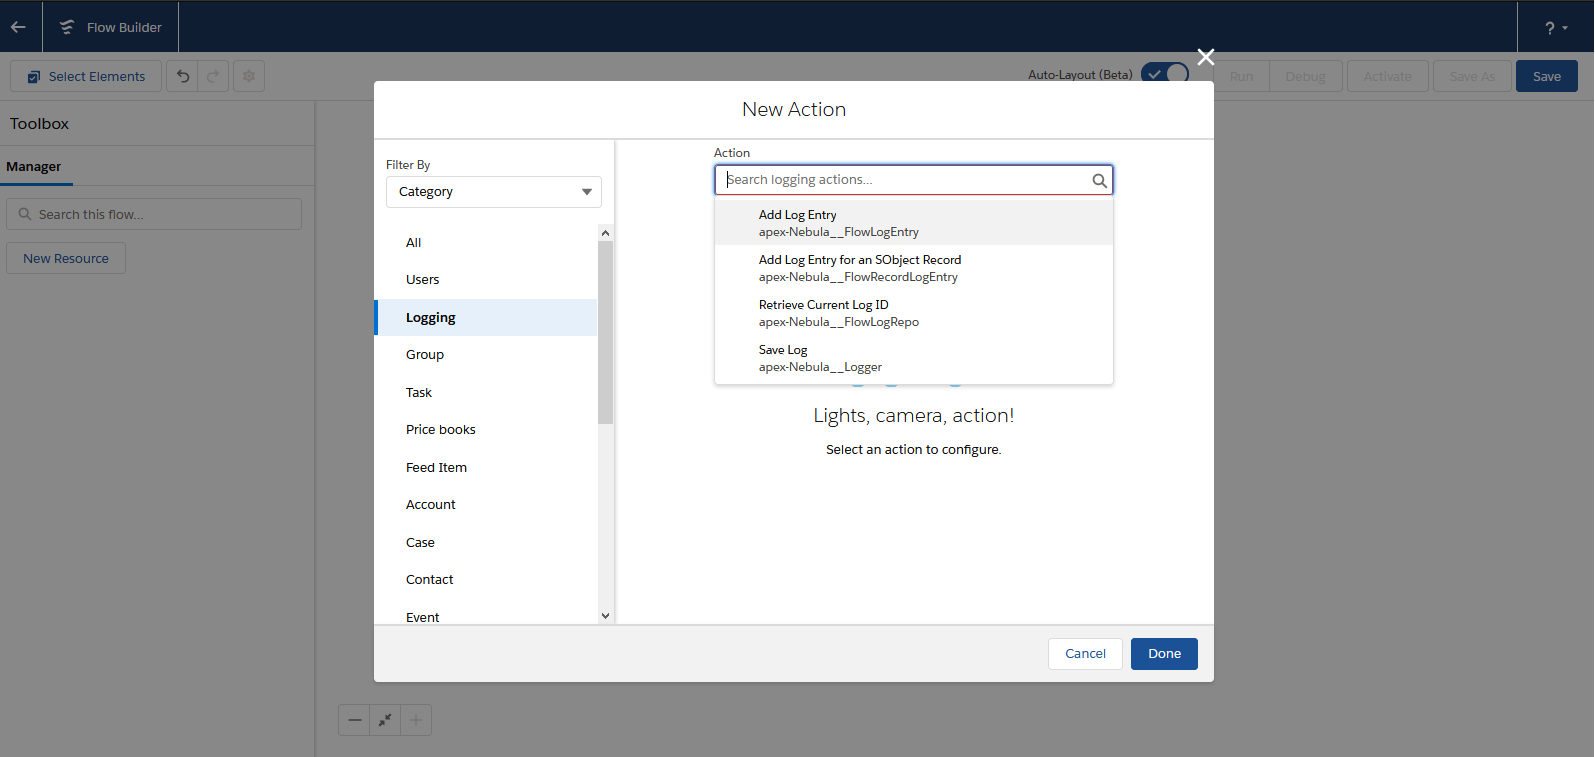 Flow Builder
?
Select Elements
Auto-Layout (Beta)
Run
Debug
Activate
Save As
Save
Toolbox
Manager
Search this flow...
New Resource
New Action
Filter By
Category
All
Users
Logging
Group
Task
Price books
Feed Item
Account
Case
Contact
Event
Action
Search logging actions...
Add Log Entry
apex-Nebula__FlowLogEntry
Add Log Entry for an SObject Record
apex-Nebula__FlowRecordLogEntry
Retrieve Current Log ID
apex-Nebula__FlowLogRepo
Save Log
apex-Nebula__Logger
Lights, camera, action!
Select an action to configure.
Cancel
Done